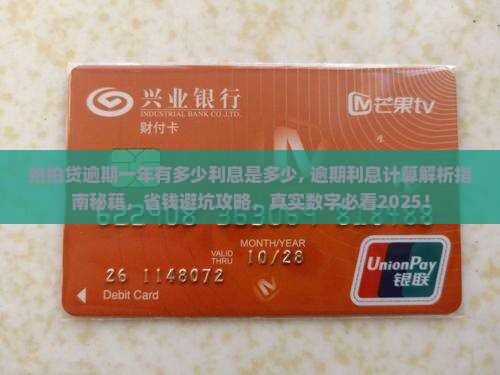 兴业银行
INDUSTRIAL BANK CO.,LTD.
财付卡
芒果tv
拍拍贷逾期一年有多少利息是多少, 逾期利息计算解析指
南秘籍，省钱避坑攻略，真实数字必看2025！
MONTH/YEAR
VALID
THRU
10/28
26 1148072
Debit Card
UnionPay
银联